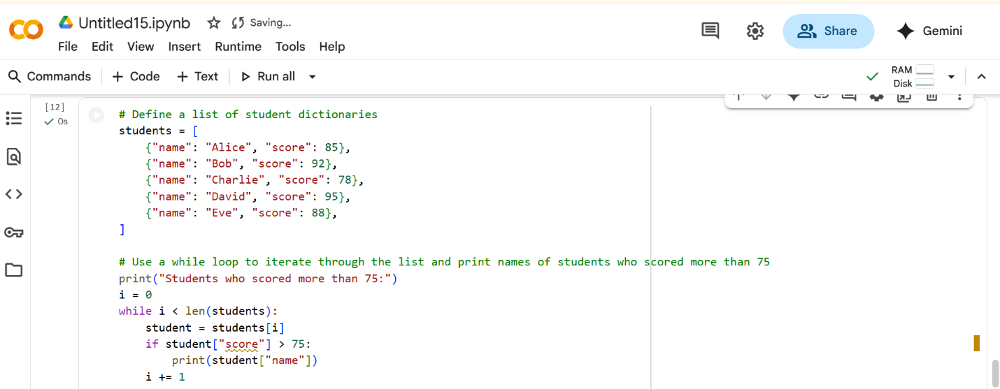 Untitled15.ipynb Saving...
File Edit View Insert Runtime Tools Help
Share
Gemini
Commands + Code + Text Run all
RAM
Disk
[12]
0s
# Define a list of student dictionaries
students = [
    {"name": "Alice", "score": 85},
    {"name": "Bob", "score": 92},
    {"name": "Charlie", "score": 78},
    {"name": "David", "score": 95},
    {"name": "Eve", "score": 88},
]
# Use a while loop to iterate through the list and print names of students who scored more than 75
print("Students who scored more than 75:")
i = 0
while i < len(students):
    student = students[i]
    if student["score"] > 75:
        print(student["name"])
    i += 1